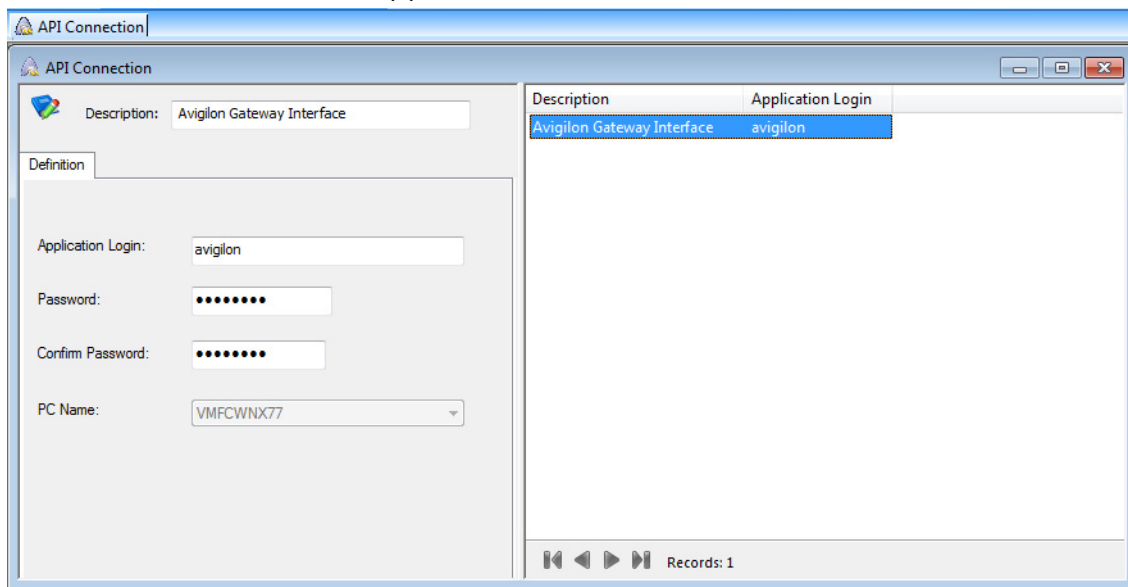 API Connection
API Connection
Description: Avigilon Gateway Interface
Definition
Application Login: avigilon
Password: ••••••••
Confirm Password: ••••••••
PC Name: VMFCWNX77
Description Application Login
Avigilon Gateway Interface avigilon
Records: 1